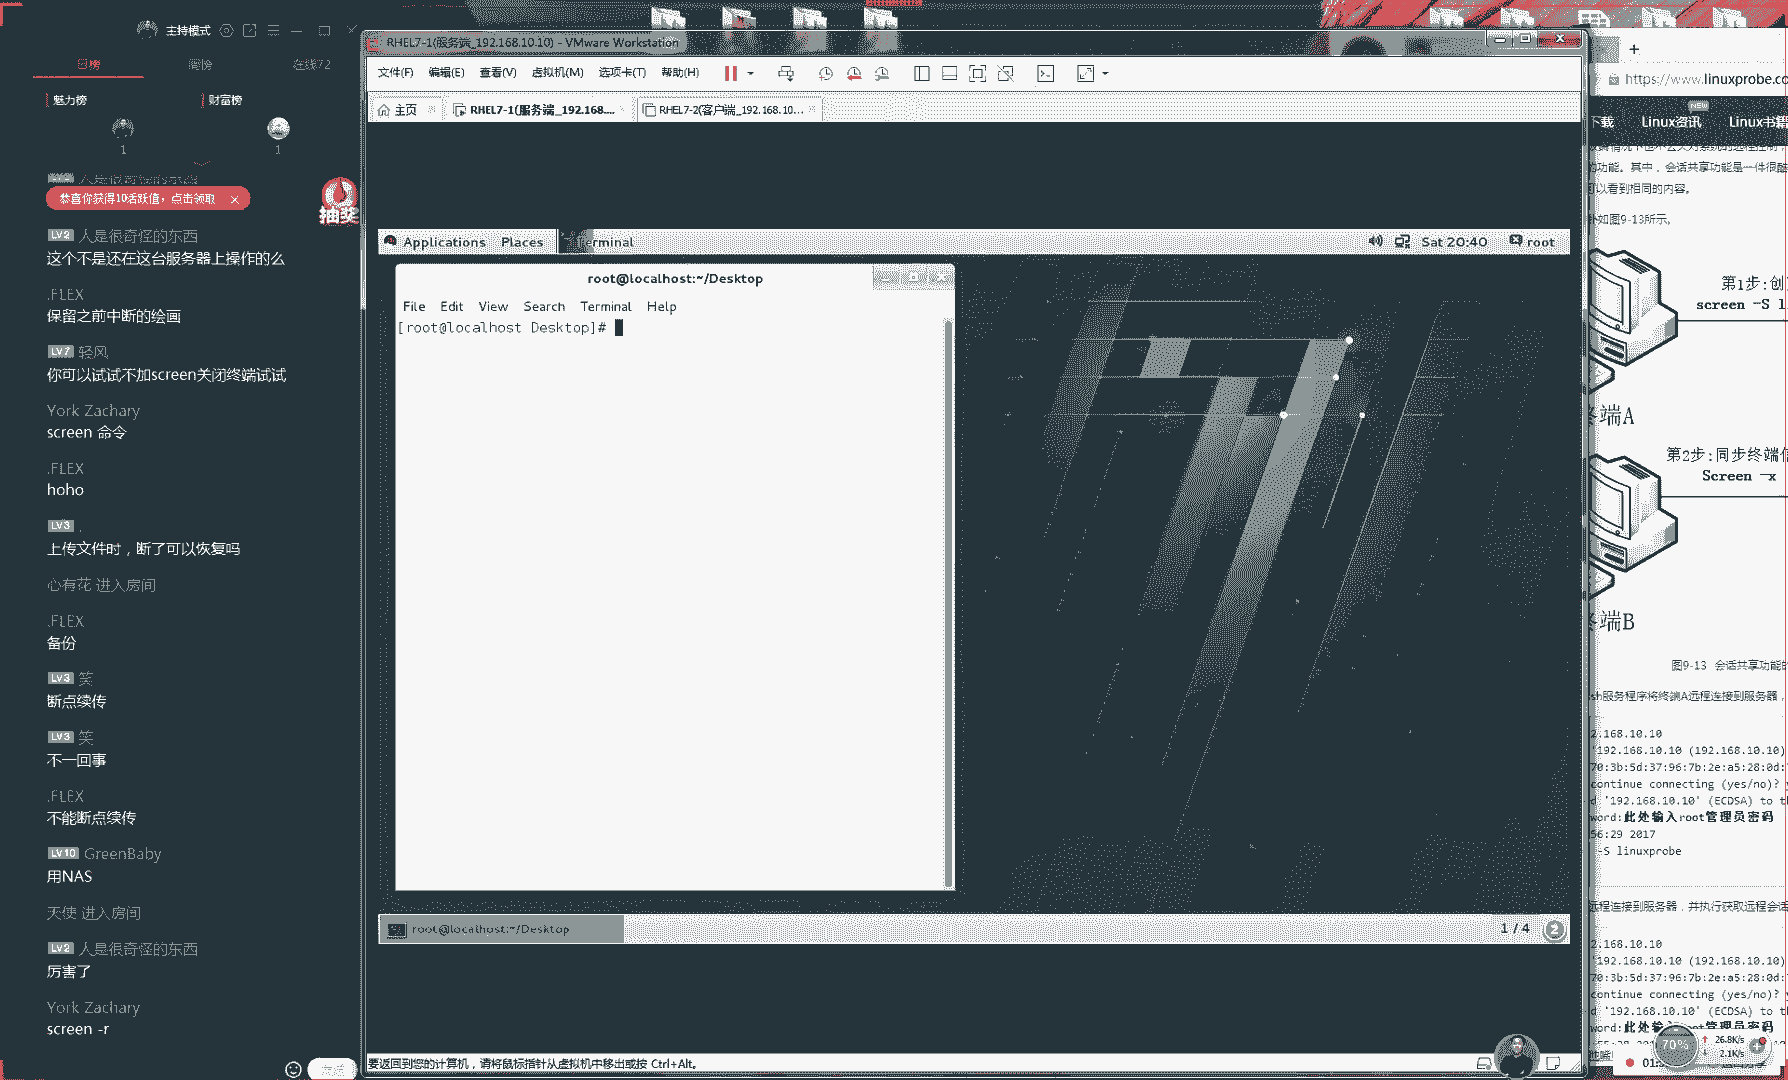 主持模式
在线72
魅力榜
财富榜
1
1
恭喜你获得10活跃值，点击领取
抽奖
LV2 人是很奇怪的东西
这个不是还在这台服务器上操作的么
.FLEX
保留之前中断的绘画
LV7 轻风
你可以试试不加screen关闭终端试试
York Zachary
screen 命令
.FLEX
hoho
LV3 .
上传文件时，断了可以恢复吗
心有花 进入房间
.FLEX
备份
LV3 笑
断点续传
LV3 笑
不一回事
.FLEX
不能断点续传
LV10 GreenBaby
用NAS
天使 进入房间
LV2 人是很奇怪的东西
厉害了
York Zachary
screen -r
RHEL7-1(服务端_192.168.10.10) - VMware Workstation
文件(F) 编辑(E) 查看(V) 虚拟机(M) 选项卡(T) 帮助(H)
主页
RHEL7-1(服务端_192.168....
RHEL7-2(客户端_192.168.10...
Applications Places Terminal
Sat 20:40
root
root@localhost:~/Desktop
File Edit View Search Terminal Help
[root@localhost Desktop]#
root@localhost:~/Desktop
1 / 4
2
要返回到您的计算机，请将鼠标指针从虚拟机中移出或按 Ctrl+Alt。
https://www.linuxprobe.co
NEW
下载 Linux资讯 Linux书籍
的功能。其中，会话共享功能是一件很酷
可以看到相同的内容。
如图9-13所示。
第1步:创
screen -S l
终端A
第2步:同步终端信
Screen -x
终端B
图9-13 会话共享功能的
sh服务程序将终端A远程连接到服务器，
2.168.10.10
'192.168.10.10 (192.168.10.10)
70:3b:5d:37:96:7b:2e:a5:28:0d:
continue connecting (yes/no)? y
d '192.168.10.10' (ECDSA) to th
word:此处输入root管理员密码
56:29 2017
-S linuxprobe
远程连接到服务器，并执行获取远程会话
2.168.10.10
'192.168.10.10 (192.168.10.10)
70:3b:5d:37:96:7b:2e:a5:28:0d:
continue connecting (yes/no)? y
d '192.168.10.10' (ECDSA) to th
70%
26.8K/s
2.1K/s